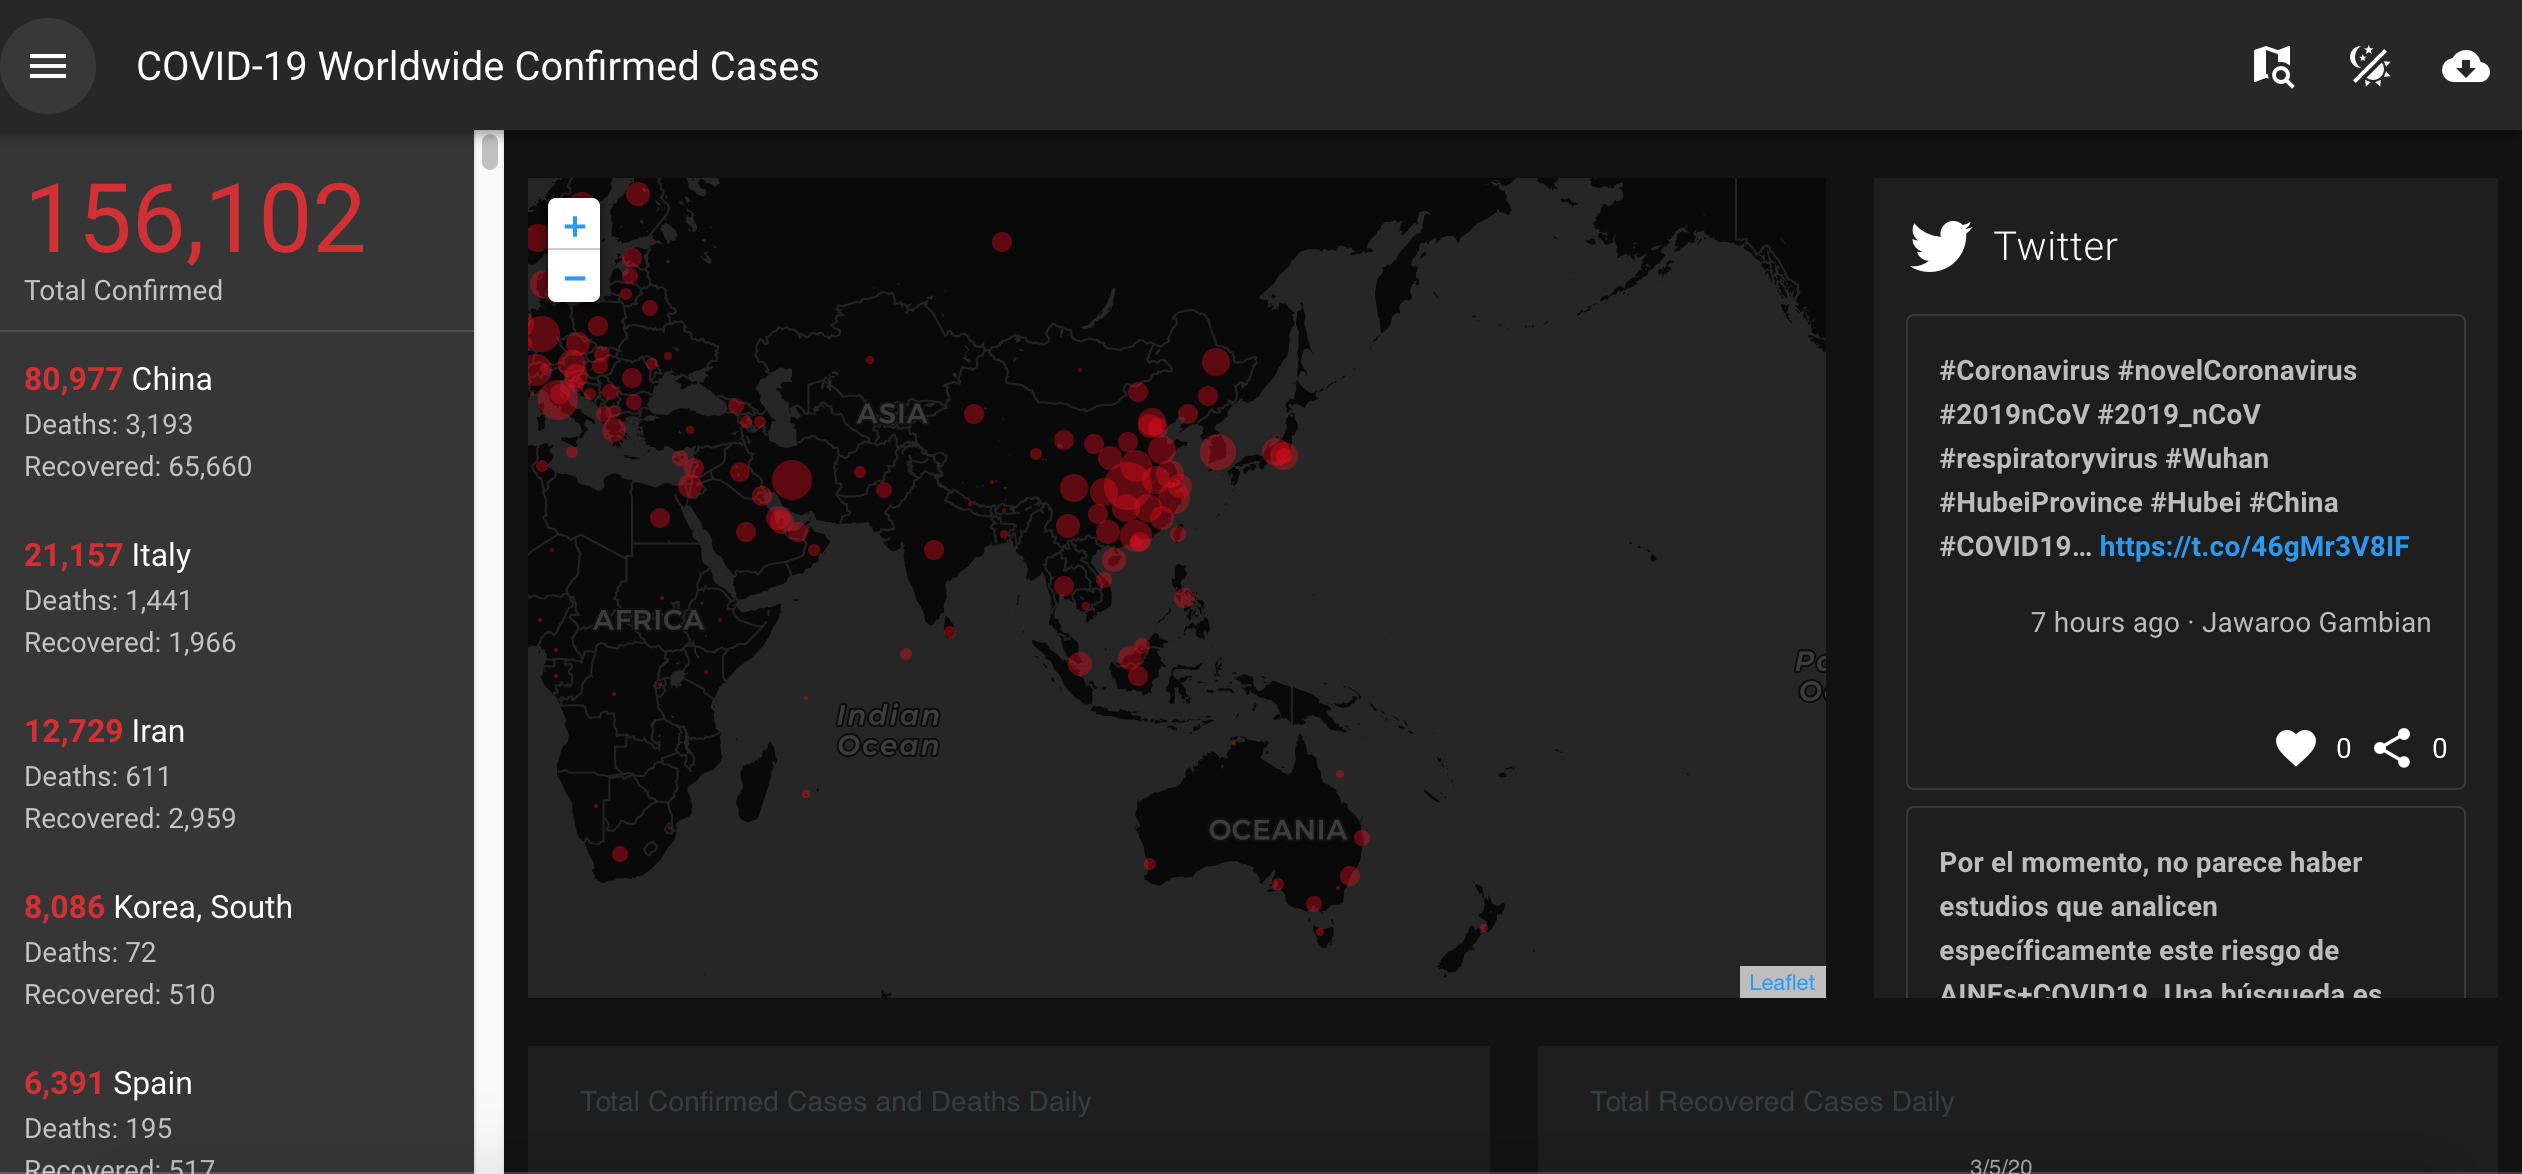 COVID-19 Worldwide Confirmed Cases
156,102
Total Confirmed
80,977 China
Deaths: 3,193
Recovered: 65,660
21,157 Italy
Deaths: 1,441
Recovered: 1,966
12,729 Iran
Deaths: 611
Recovered: 2,959
8,086 Korea, South
Deaths: 72
Recovered: 510
6,391 Spain
Deaths: 195
Recovered: 517
+
−
ASIA
AFRICA
Indian
Ocean
OCEANIA
Leaflet
Twitter
#Coronavirus #novelCoronavirus
#2019nCoV #2019_nCoV
#respiratoryvirus #Wuhan
#HubeiProvince #Hubei #China
#COVID19… https://t.co/46gMr3V8IF
7 hours ago · Jawaroo Gambian
0 0
Por el momento, no parece haber
estudios que analicen
específicamente este riesgo de
AINEs+COVID19. Una búsqueda es
Total Confirmed Cases and Deaths Daily
Total Recovered Cases Daily
3/5/20